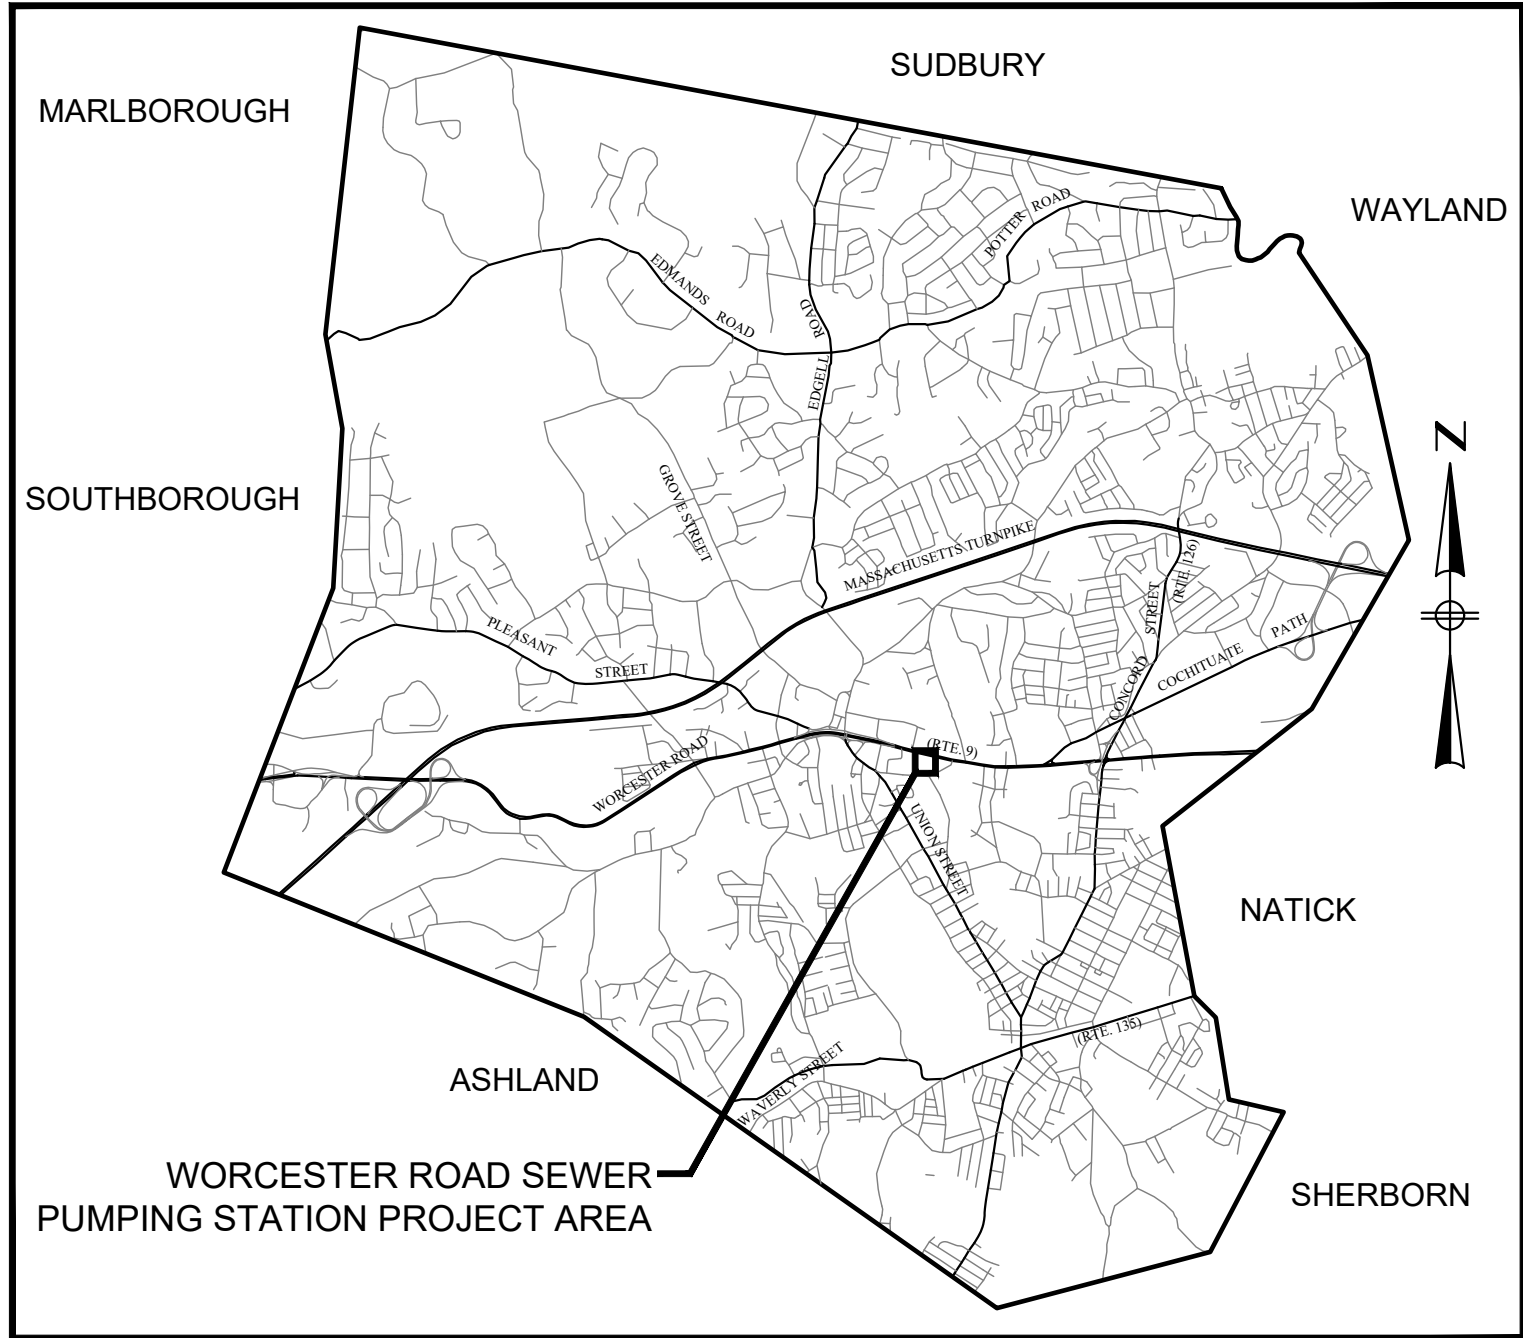 SUDBURY
MARLBOROUGH
WAYLAND
POTTER ROAD
EDMANDS ROAD
EDGELL ROAD
N
SOUTHBOROUGH
GROVE STREET
MASSACHUSETTS TURNPIKE
CONCORD STREET
(RTE. 126)
PLEASANT STREET
COCHITUATE PATH
WORCESTER ROAD
(RTE. 9)
UNION STREET
NATICK
(RTE. 135)
WAVERLY STREET
ASHLAND
WORCESTER ROAD SEWER
PUMPING STATION PROJECT AREA
SHERBORN